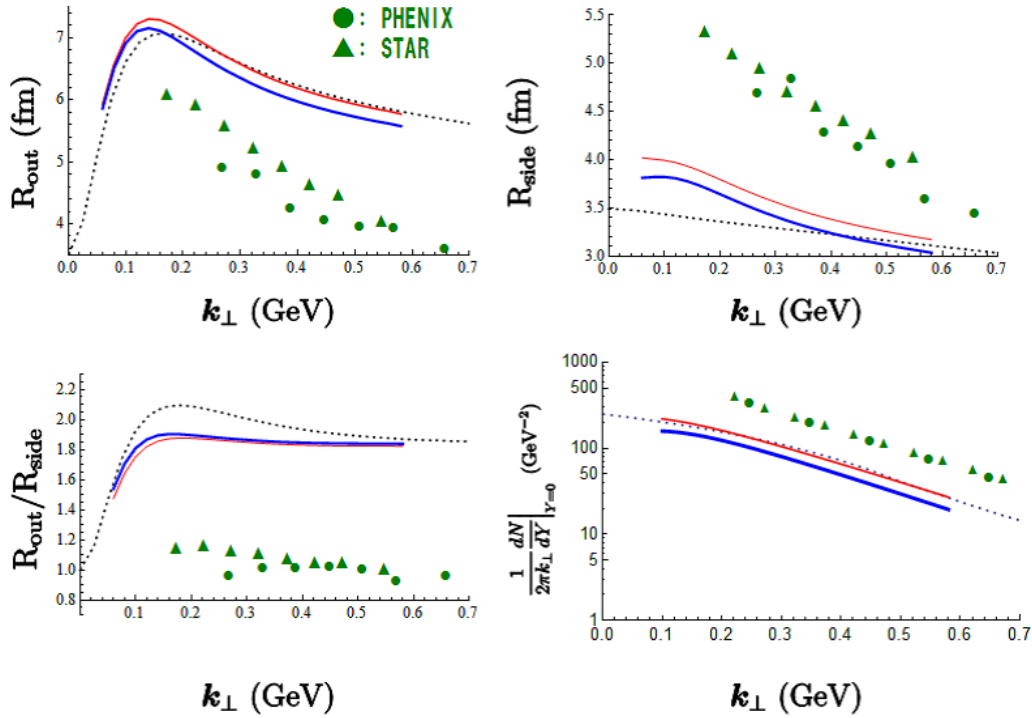 ●: PHENIX
▲: STAR
R_out (fm)
7
6
5
4
0.0 0.1 0.2 0.3 0.4 0.5 0.6 0.7
k⊥ (GeV)
R_side (fm)
5.5
5.0
4.5
4.0
3.5
3.0
0.0 0.1 0.2 0.3 0.4 0.5 0.6 0.7
k⊥ (GeV)
R_out/R_side
2.2
2.0
1.8
1.6
1.4
1.2
1.0
0.8
0.1 0.2 0.3 0.4 0.5 0.6 0.7
k⊥ (GeV)
1/(2πk⊥) dN/dY|_{Y=0} (GeV⁻²)
1000
500
100
50
10
5
1
0.0 0.1 0.2 0.3 0.4 0.5 0.6 0.7
k⊥ (GeV)